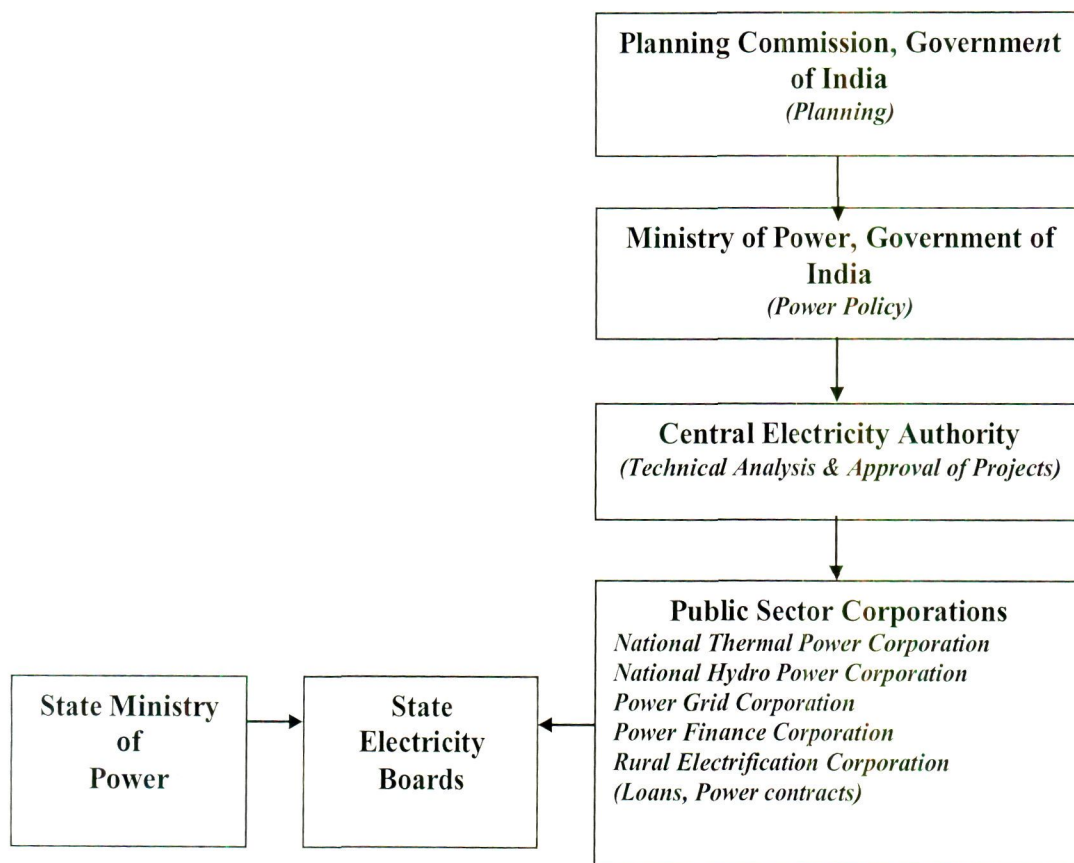 Planning Commission, Government
of India
(Planning)
Ministry of Power, Government of
India
(Power Policy)
Central Electricity Authority
(Technical Analysis & Approval of Projects)
Public Sector Corporations
National Thermal Power Corporation
National Hydro Power Corporation
Power Grid Corporation
Power Finance Corporation
Rural Electrification Corporation
(Loans, Power contracts)
State Ministry
of
Power
State
Electricity
Boards